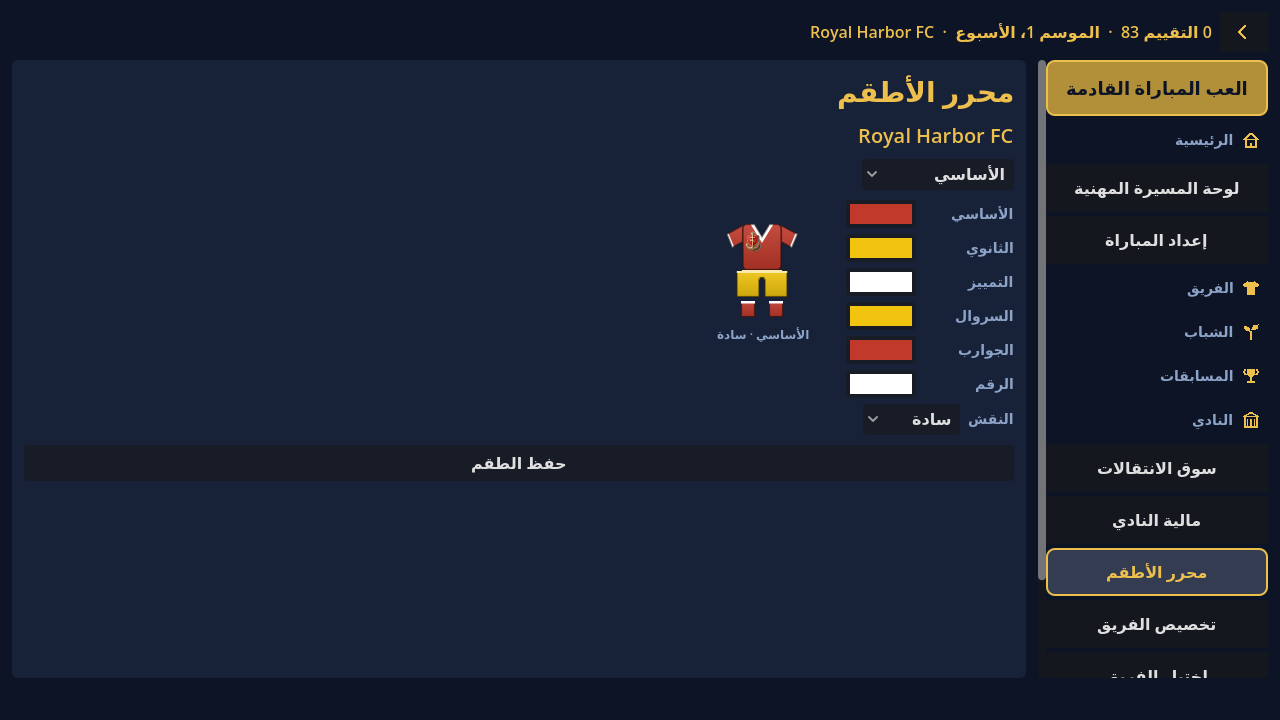 Royal Harbor FC · الموسم 1، الأسبوع · 83 التقييم 0
العب المباراة القادمة
الرئيسية
لوحة المسيرة المهنية
إعداد المباراة
الفريق
الشباب
المسابقات
النادي
سوق الانتقالات
مالية النادي
محرر الأطقم
تخصيص الفريق
اختيار الفريق
محرر الأطقم
Royal Harbor FC
الأساسي
الأساسي
الثانوي
التمييز
السروال
الجوارب
الرقم
النقش سادة
الأساسي · سادة
حفظ الطقم